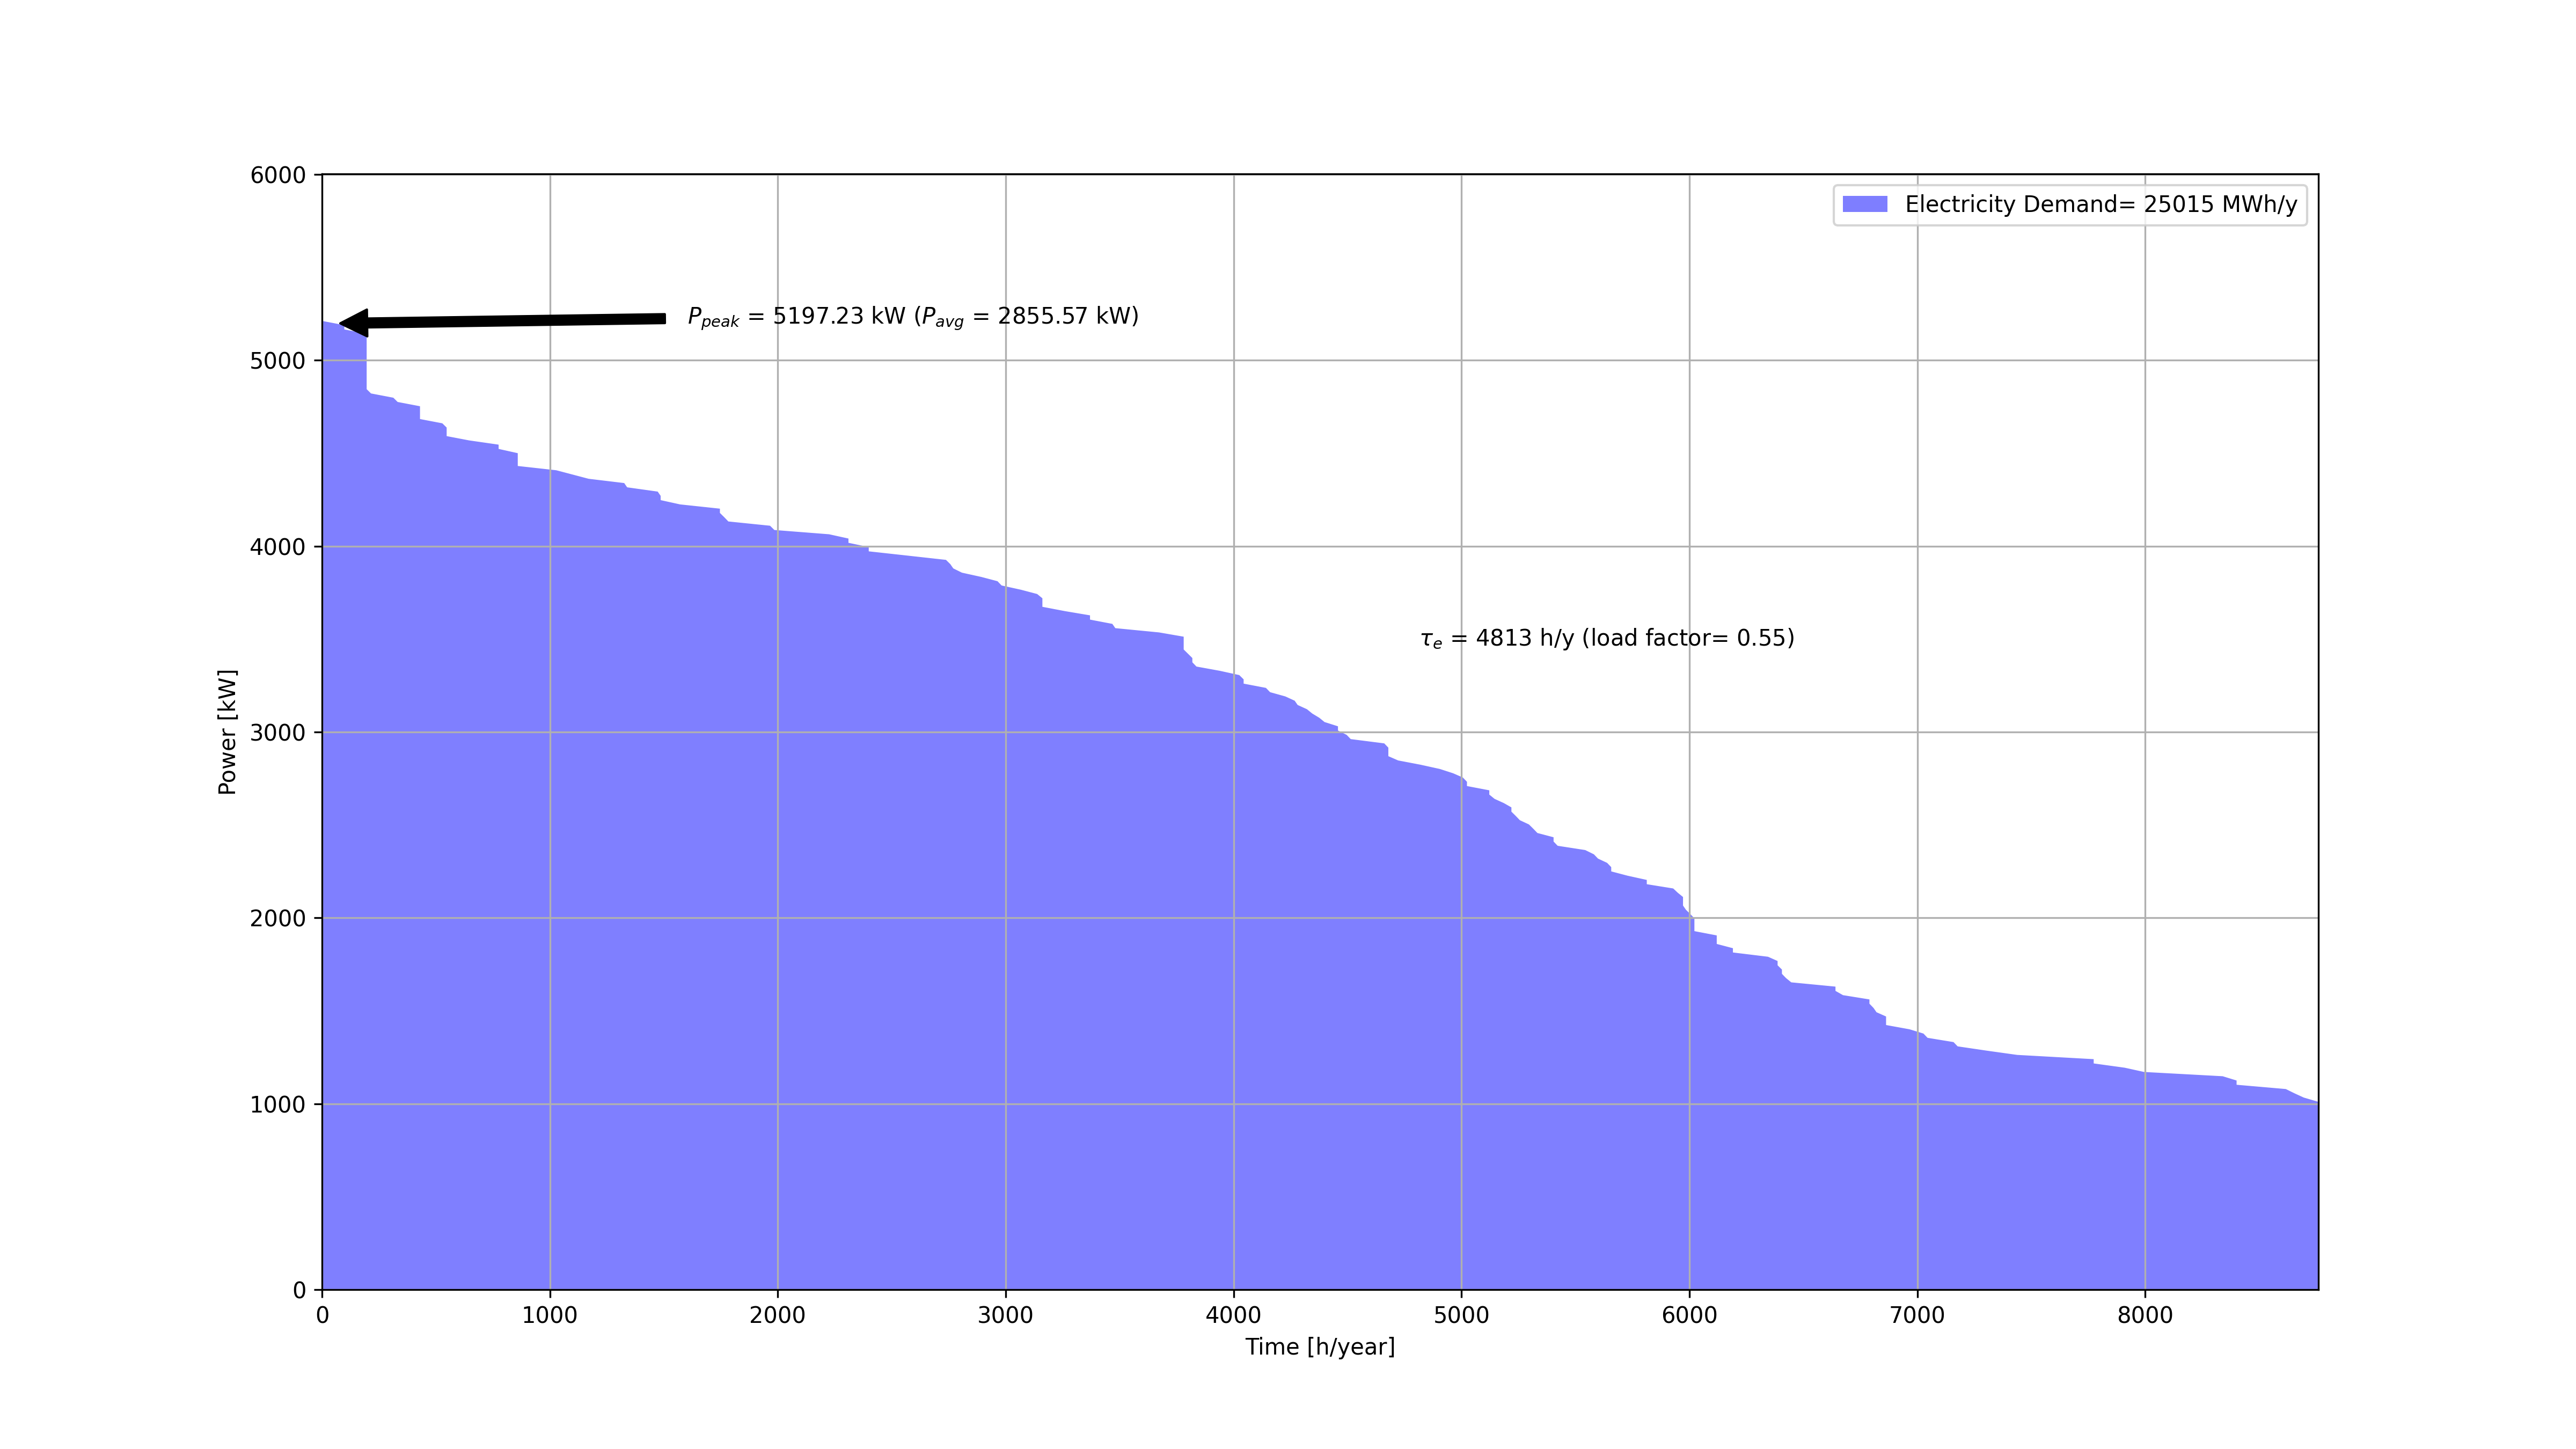 6000
Electricity Demand= 25015 MWh/y
P_peak = 5197.23 kW (P_avg = 2855.57 kW)
5000
4000
τ_e = 4813 h/y (load factor= 0.55)
Power [kW]
3000
2000
1000
0
0 1000 2000 3000 4000 5000 6000 7000 8000
Time [h/year]